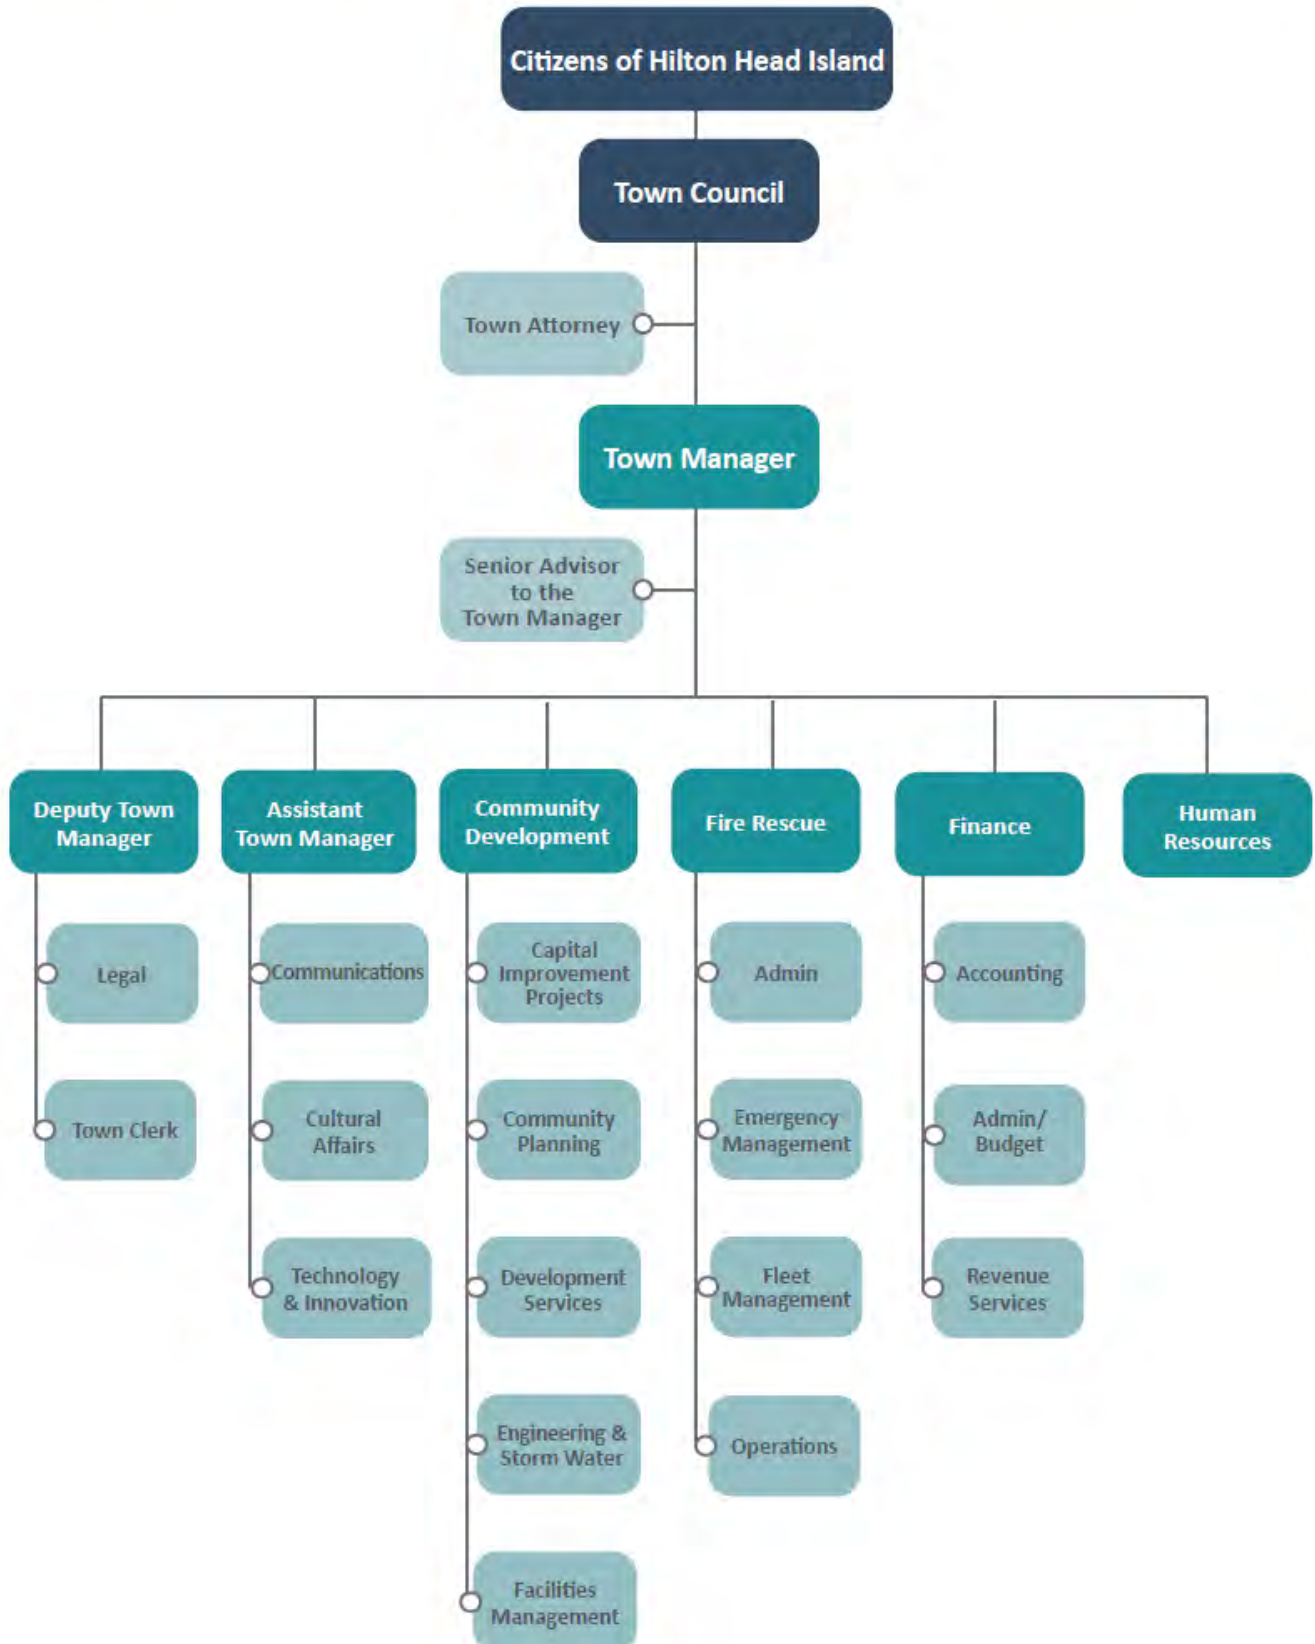 Citizens of Hilton Head Island
Town Council
Town Attorney
Town Manager
Senior Advisor
to the
Town Manager
Deputy Town
Manager
Legal
Town Clerk
Assistant
Town Manager
Communications
Cultural
Affairs
Technology
& Innovation
Community
Development
Capital
Improvement
Projects
Community
Planning
Development
Services
Engineering &
Storm Water
Facilities
Management
Fire Rescue
Admin
Emergency
Management
Fleet
Management
Operations
Finance
Accounting
Admin/
Budget
Revenue
Services
Human
Resources